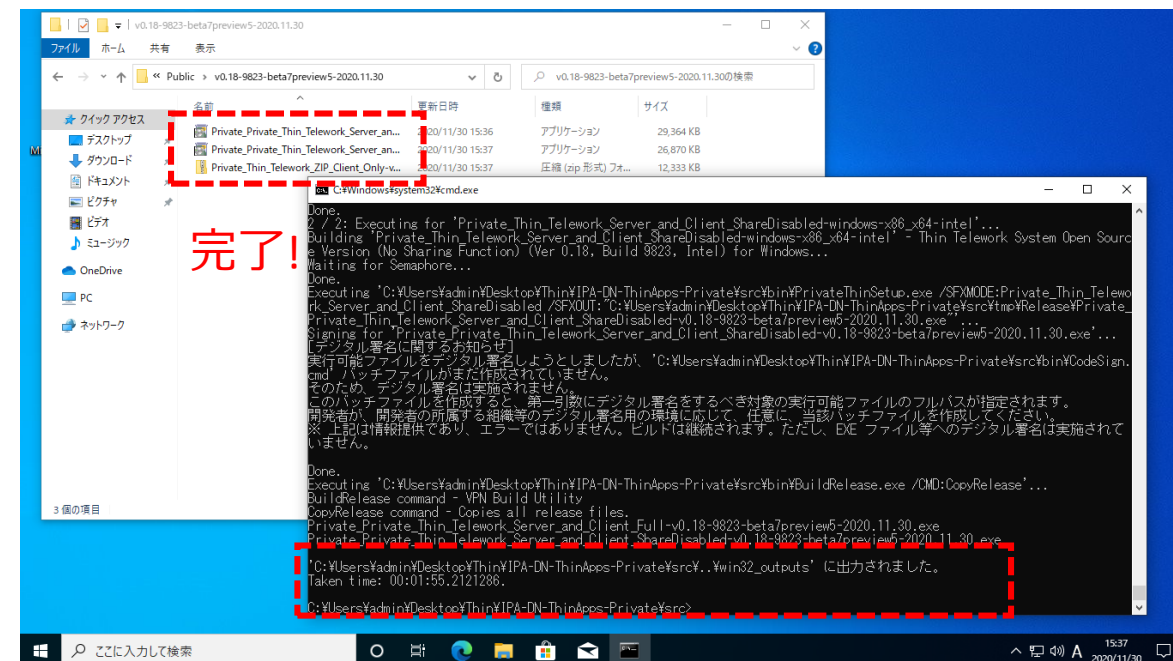 v0.18-9823-beta7preview5-2020.11.30
ファイル ホーム 共有 表示
« Public › v0.18-9823-beta7preview5-2020.11.30
v0.18-9823-beta7preview5-2020.11.30の検索
名前 更新日時 種類 サイズ
クイック アクセス
デスクトップ
ダウンロード
ドキュメント
ピクチャ
ビデオ
ミュージック
OneDrive
PC
ネットワーク
Private_Private_Thin_Telework_Server_an... 2020/11/30 15:36 アプリケーション 29,364 KB
Private_Private_Thin_Telework_Server_an... 2020/11/30 15:37 アプリケーション 26,870 KB
Private_Thin_Telework_ZIP_Client_Only-v... 2020/11/30 15:37 圧縮 (zip 形式) フォ... 12,333 KB
3 個の項目
完了!
C:¥Windows¥system32¥cmd.exe
Done.
2 / 2: Executing for 'Private_Thin_Telework_Server_and_Client_ShareDisabled-windows-x86_x64-intel'...
Building 'Private_Thin_Telework_Server_and_Client_ShareDisabled-windows-x86_x64-intel' - Thin Telework System Open Sourc
e Version (No Sharing Function) (Ver 0.18, Build 9823, Intel) for Windows...
Waiting for Semaphore...
Done.
Executing 'C:¥Users¥admin¥Desktop¥Thin¥IPA-DN-ThinApps-Private¥src¥bin¥PrivateThinSetup.exe /SFXMODE:Private_Thin_Telewo
rk_Server_and_Client_ShareDisabled /SFXOUT:"C:¥Users¥admin¥Desktop¥Thin¥IPA-DN-ThinApps-Private¥src¥tmp¥Release¥Private_
Private_Thin_Telework_Server_and_Client_ShareDisabled-v0.18-9823-beta7preview5-2020.11.30.exe"'...
Signing for 'Private_Private_Thin_Telework_Server_and_Client_ShareDisabled-v0.18-9823-beta7preview5-2020.11.30.exe'...
[デジタル署名に関するお知らせ]
実行可能ファイルをデジタル署名しようとしましたが、'C:¥Users¥admin¥Desktop¥Thin¥IPA-DN-ThinApps-Private¥src¥bin¥CodeSign.
cmd' バッチファイルがまだ作成されていません。
そのため、デジタル署名は実施されません。
このバッチファイルを作成すると、第一引数にデジタル署名をするべき対象の実行可能ファイルのフルパスが指定されます。
開発者が、開発者の所属する組織等のデジタル署名用の環境に応じて、任意に、当該バッチファイルを作成してください。
※ 上記は情報提供であり、エラーではありません。ビルドは継続されます。ただし、EXE ファイル等へのデジタル署名は実施されて
いません。
Done.
Executing 'C:¥Users¥admin¥Desktop¥Thin¥IPA-DN-ThinApps-Private¥src¥bin¥BuildRelease.exe /CMD:CopyRelease'...
BuildRelease command - VPN Build Utility
CopyRelease command - Copies all release files.
Private_Private_Thin_Telework_Server_and_Client_Full-v0.18-9823-beta7preview5-2020.11.30.exe
Private_Private_Thin_Telework_Server_and_Client_ShareDisabled-v0.18-9823-beta7preview5-2020.11.30.exe
'C:¥Users¥admin¥Desktop¥Thin¥IPA-DN-ThinApps-Private¥src¥..¥win32_outputs' に出力されました。
Taken time: 00:01:55.2121286.
C:¥Users¥admin¥Desktop¥Thin¥IPA-DN-ThinApps-Private¥src>
ここに入力して検索
A
15:37
2020/11/30